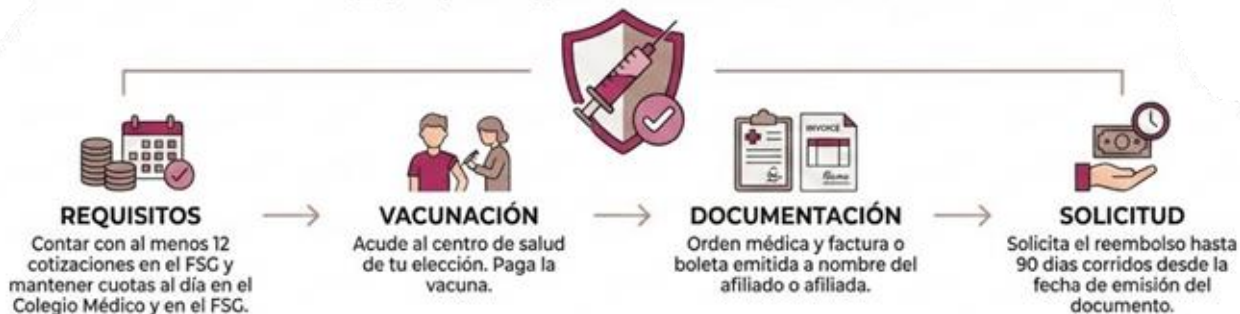 INVOICE
REQUISITOS
Contar con al menos 12
cotizaciones en el FSG y
mantener cuotas al día en el
Colegio Médico y en el FSG.
VACUNACIÓN
Acude al centro de salud
de tu elección. Paga la
vacuna.
DOCUMENTACIÓN
Orden médica y factura o
boleta emitida a nombre del
afiliado o afiliada.
SOLICITUD
Solicita el reembolso hasta
90 dias corridos desde la
fecha de emisión del
documento.